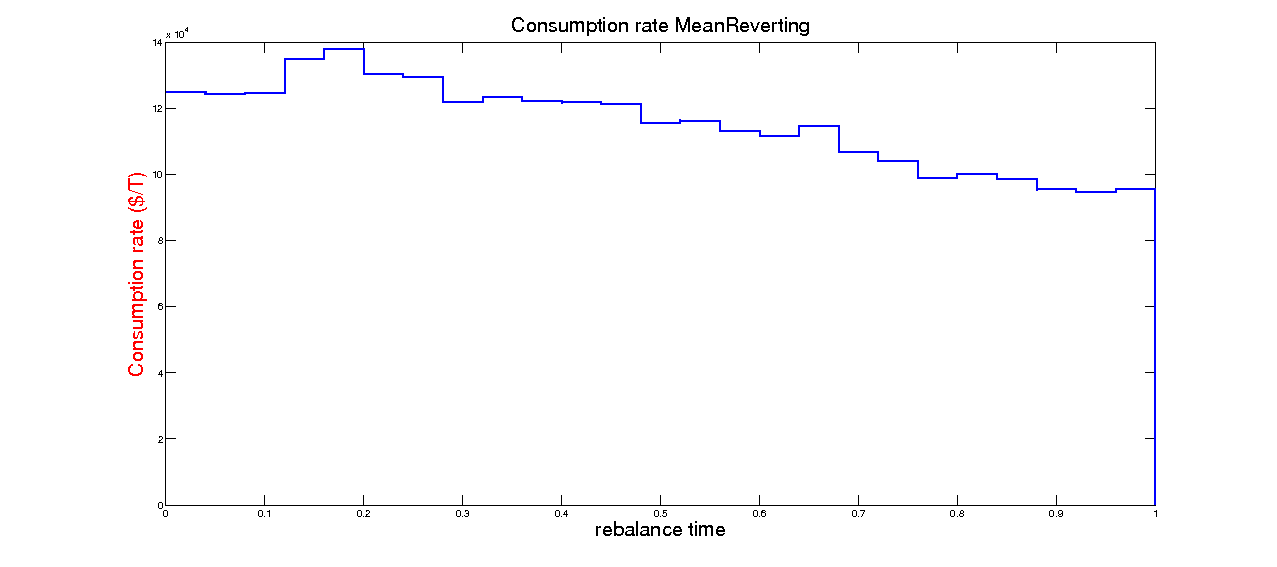 Consumption rate MeanReverting
x 10^4
14
12
10
8
6
4
2
0
Consumption rate ($/T)
0 0.1 0.2 0.3 0.4 0.5 0.6 0.7 0.8 0.9 1
rebalance time